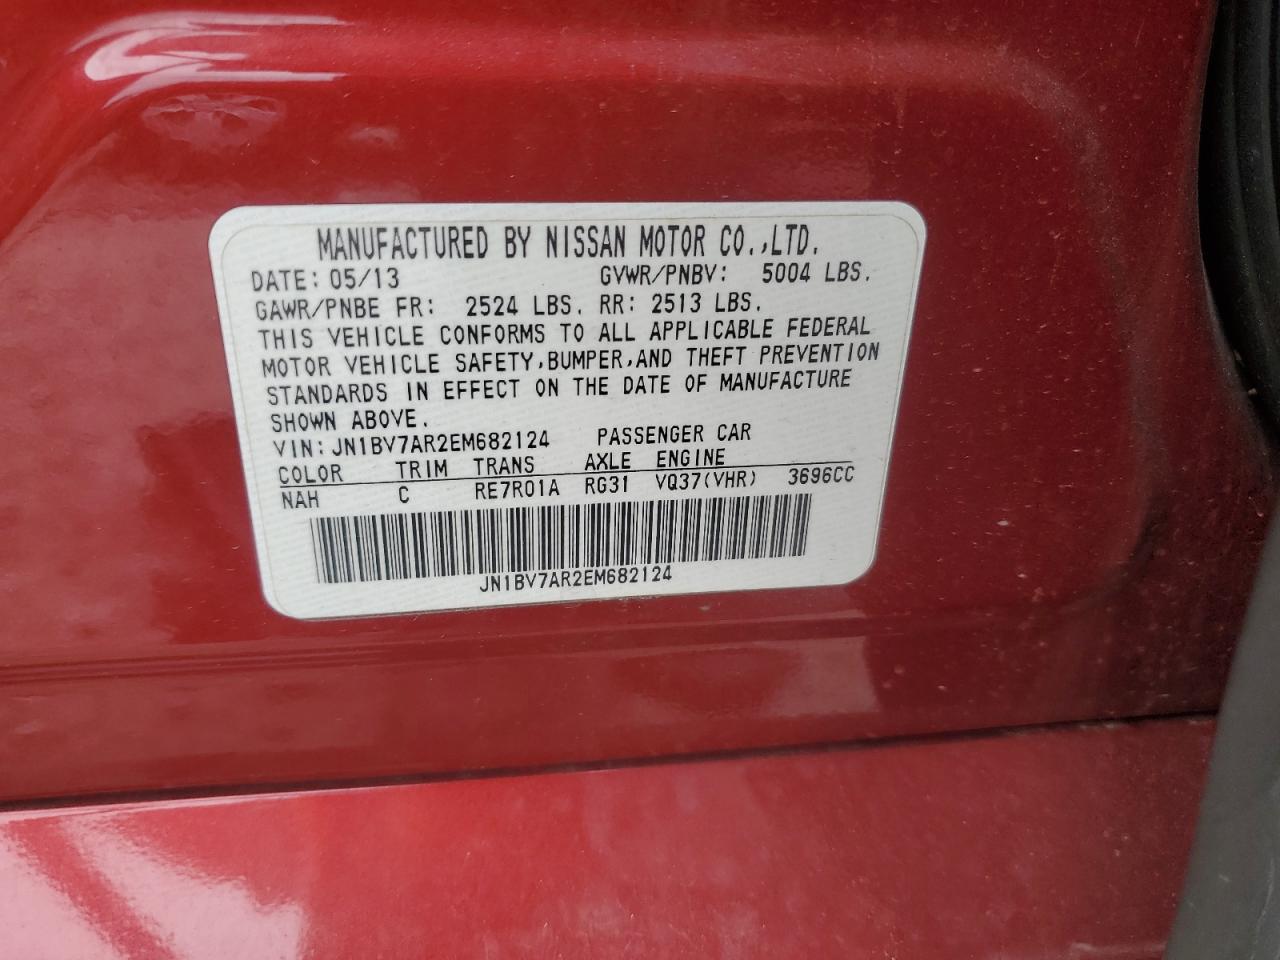 MANUFACTURED BY NISSAN MOTOR CO.,LTD.
DATE: 05/13 GVWR/PNBV: 5004 LBS.
GAWR/PNBE FR: 2524 LBS. RR: 2513 LBS.
THIS VEHICLE CONFORMS TO ALL APPLICABLE FEDERAL
MOTOR VEHICLE SAFETY,BUMPER,AND THEFT PREVENTION
STANDARDS IN EFFECT ON THE DATE OF MANUFACTURE
SHOWN ABOVE.
VIN:JN1BV7AR2EM682124 PASSENGER CAR
COLOR TRIM TRANS AXLE ENGINE
NAH C RE7R01A RG31 VQ37(VHR) 3696CC
JN1BV7AR2EM682124